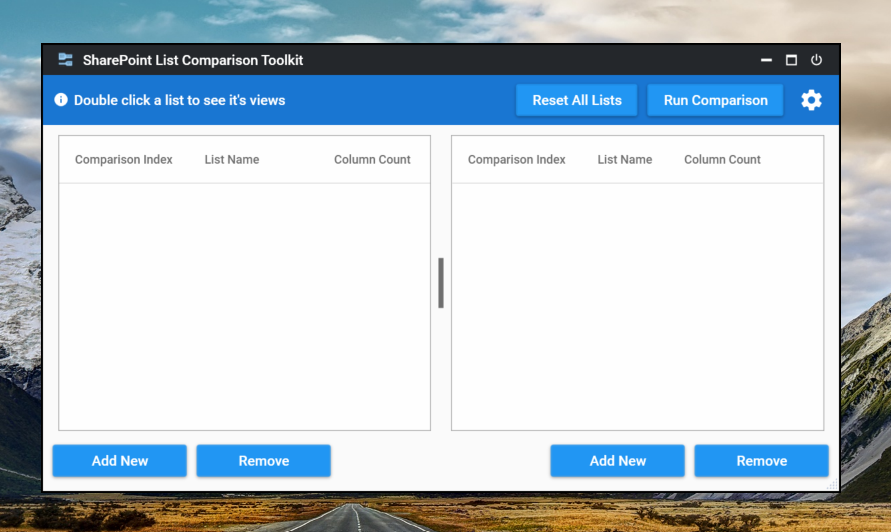 SharePoint List Comparison Toolkit
Double click a list to see it's views
Reset All Lists
Run Comparison
Comparison Index List Name Column Count
Comparison Index List Name Column Count
Add New
Remove
Add New
Remove